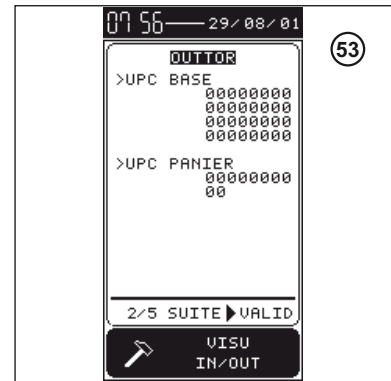 07 56 29/08/01
53
OUTTOR
>UPC BASE
00000000
00000000
00000000
00000000
>UPC PANIER
00000000
00
2/5 SUITE▶VALID
VISU
IN/OUT